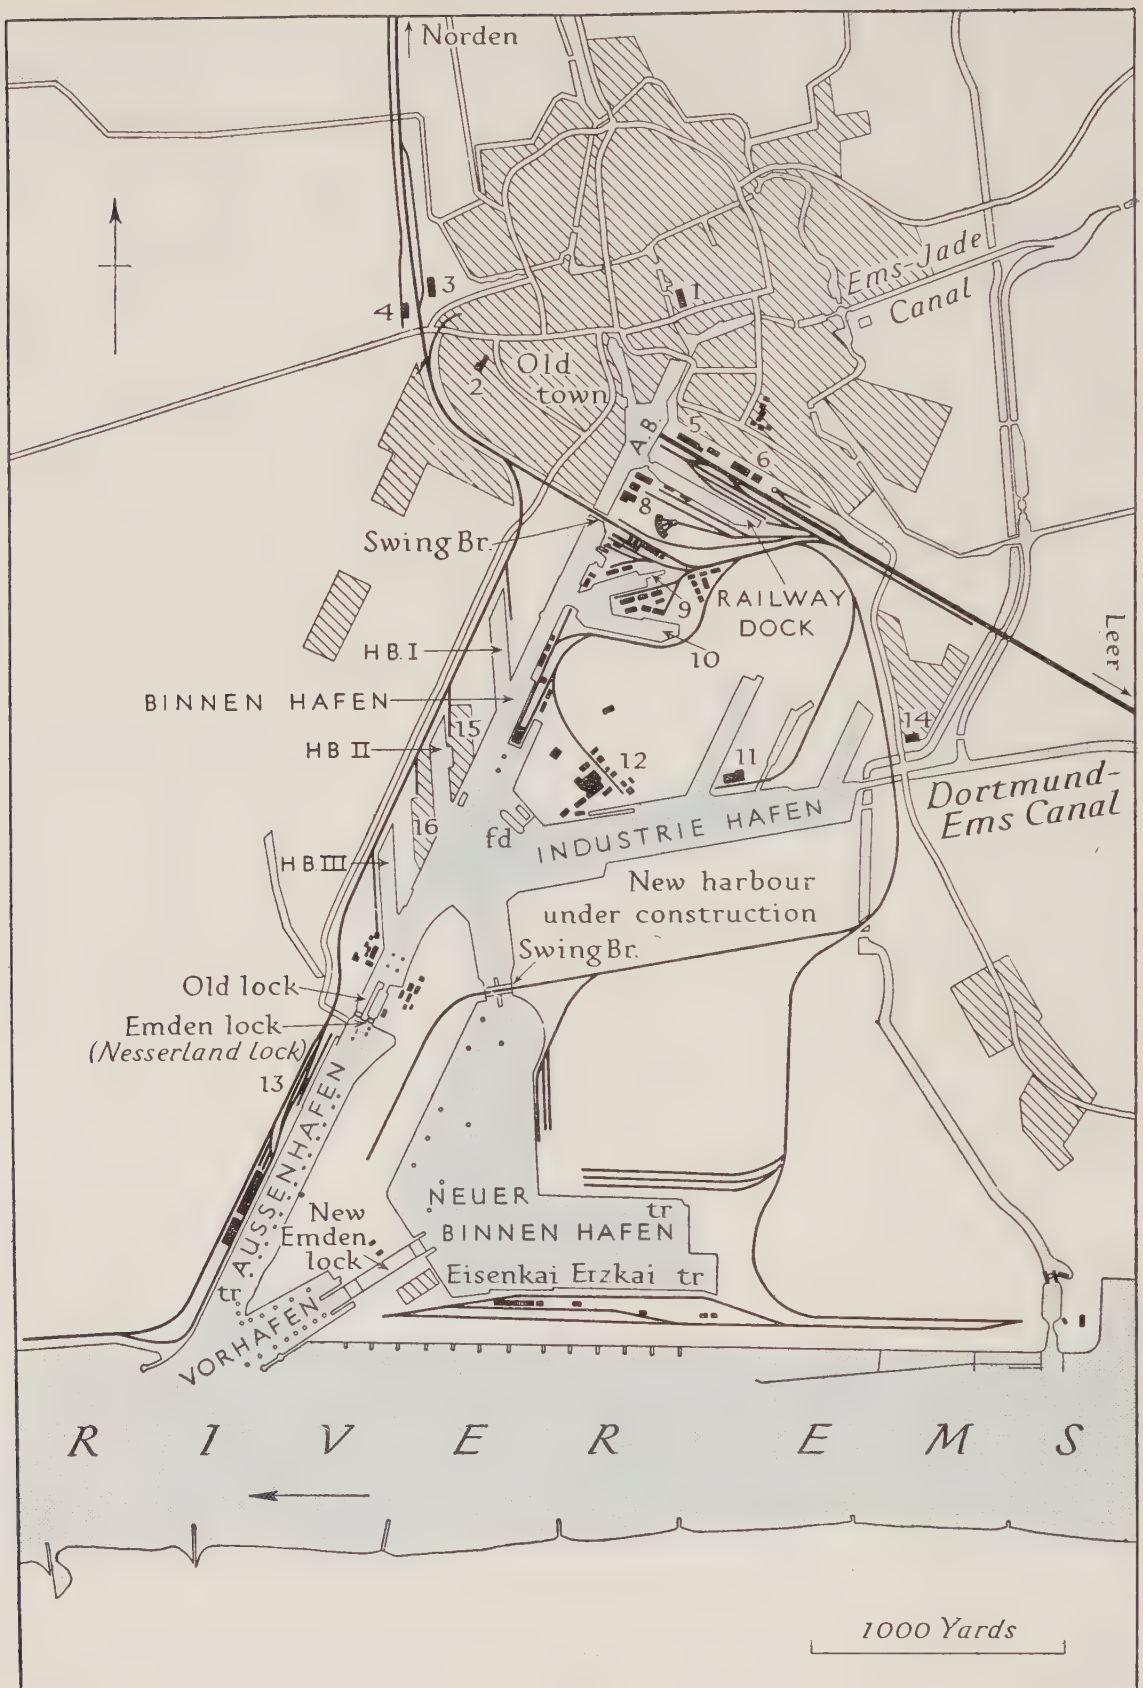 Norden
3
4
1
Ems-Jade
Canal
2
Old
town
A.B.
5
6
8
Swing Br.
9
RAILWAY
DOCK
10
Leer
H B. I
BINNEN HAFEN
15
H B II
14
12
11
Dortmund-
Ems Canal
16
fd
INDUSTRIE HAFEN
H B. III
New harbour
under construction
Swing Br.
Old lock
Emden lock
(Nesserland lock)
13
AUSSENHAFEN
NEUER
BINNEN HAFEN
tr
New
Emden
lock
Eisenkai Erzkai tr
tr
VORHAFEN
RIVER EMS
1000 Yards